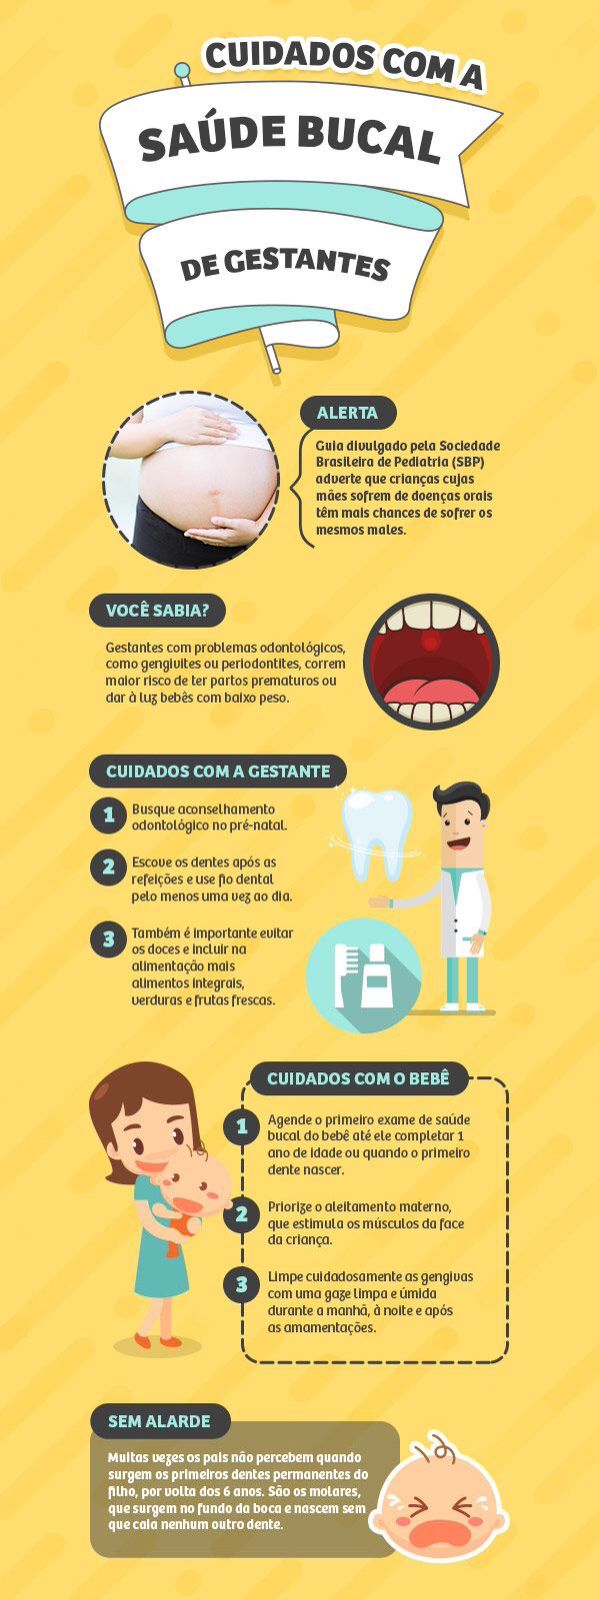 CUIDADOS COM A
SAÚDE BUCAL
DE GESTANTES
ALERTA
Guia divulgado pela Sociedade
Brasileira de Pediatria (SBP)
adverte que crianças cujas
mães sofrem de doenças orais
têm mais chances de sofrer os
mesmos males.
VOCÊ SABIA?
Gestantes com problemas odontológicos,
como gengivites ou periodontites, correm
maior risco de ter partos prematuros ou
dar à luz bebês com baixo peso.
CUIDADOS COM A GESTANTE
1 Busque aconselhamento
odontológico no pré-natal.
2 Escove os dentes após as
refeições e use fio dental
pelo menos uma vez ao dia.
3 Também é importante evitar
os doces e incluir na
alimentação mais
alimentos integrais,
verduras e frutas frescas.
CUIDADOS COM O BEBÊ
1 Agende o primeiro exame de saúde
bucal do bebê até ele completar 1
ano de idade ou quando o primeiro
dente nascer.
2 Priorize o aleitamento materno,
que estimula os músculos da face
da criança.
3 Limpe cuidadosamente as gengivas
com uma gaze limpa e úmida
durante a manhã, à noite e após
as amamentações.
SEM ALARDE
Muitas vezes os pais não percebem quando
surgem os primeiros dentes permanentes do
filho, por volta dos 6 anos. São os molares,
que surgem no fundo da boca e nascem sem
que caia nenhum outro dente.